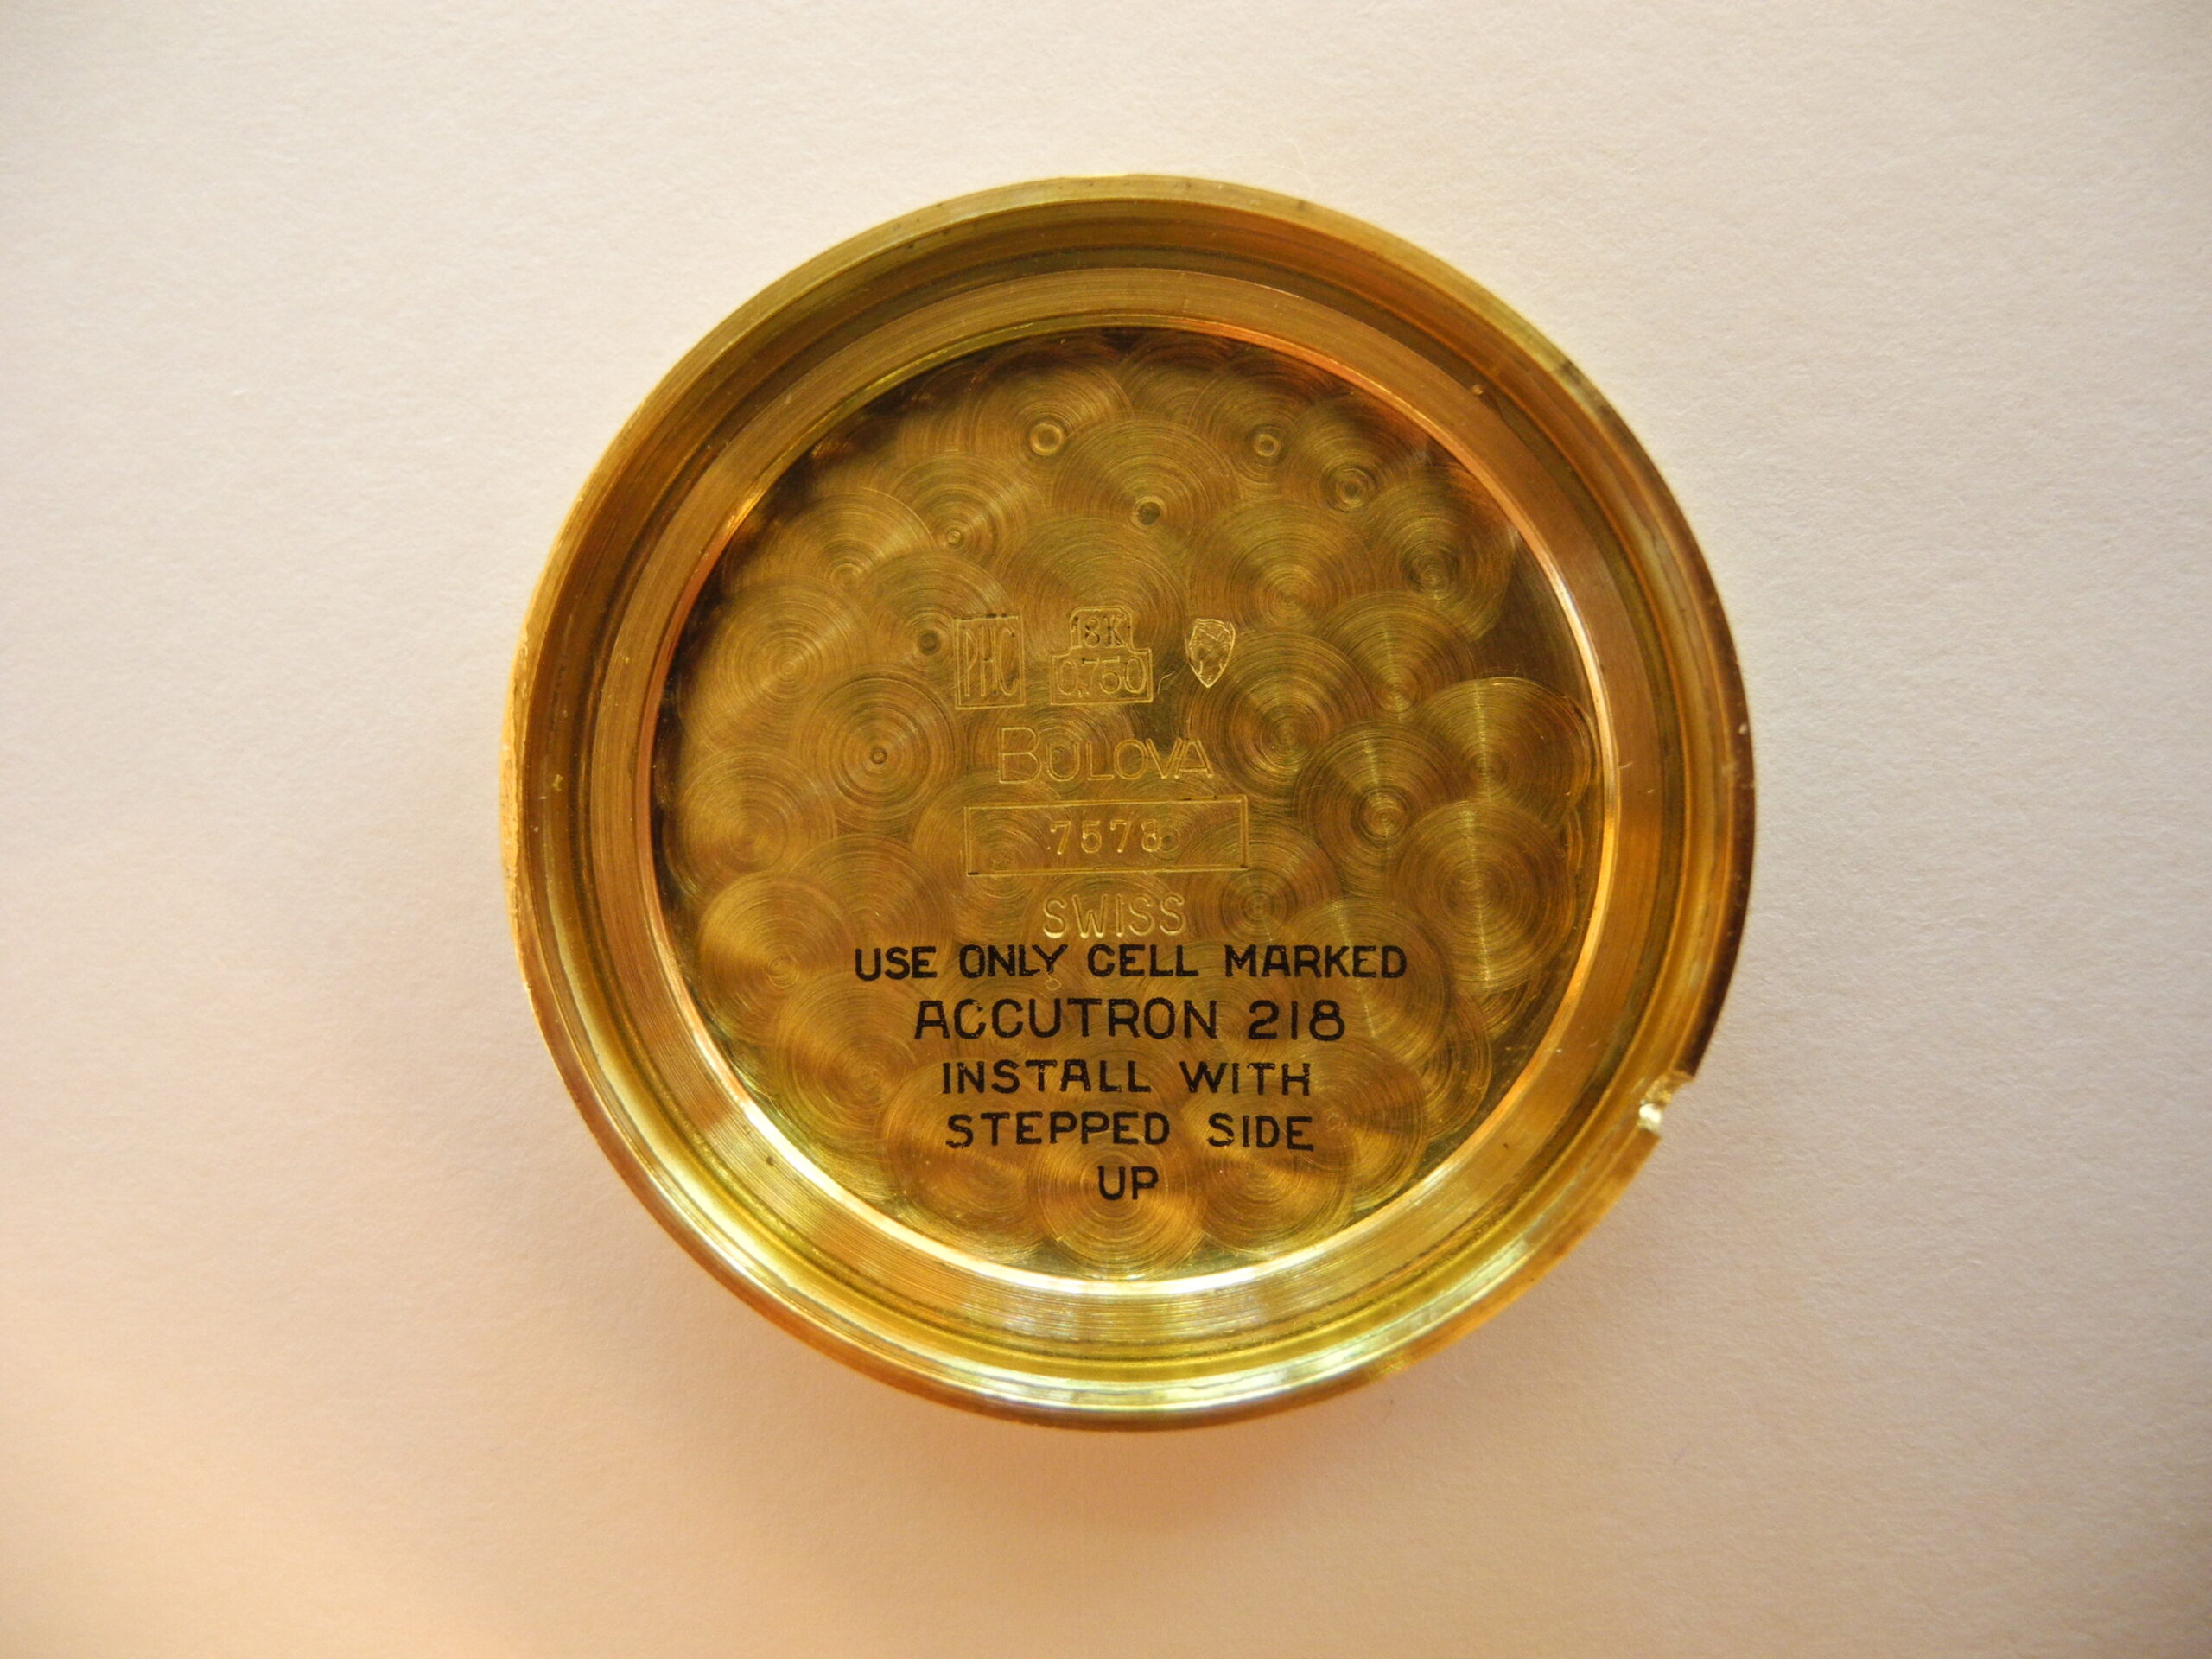 PHC 18K
0,750
BULOVA
7578
SWISS
USE ONLY CELL MARKED
ACCUTRON 218
INSTALL WITH
STEPPED SIDE
UP